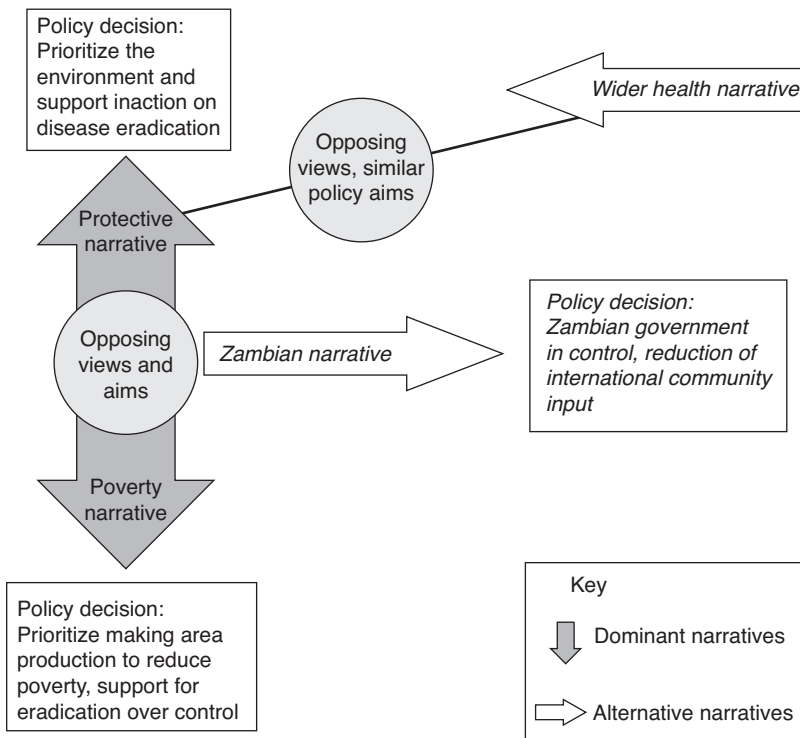 Policy decision:
Prioritize the
environment and
support inaction on
disease eradication
Wider health narrative
Opposing
views, similar
policy aims
Protective
narrative
Opposing
views and
aims
Zambian narrative
Policy decision:
Zambian government
in control, reduction of
international community
input
Poverty
narrative
Policy decision:
Prioritize making area
production to reduce
poverty, support for
eradication over control
Key
Dominant narratives
Alternative narratives